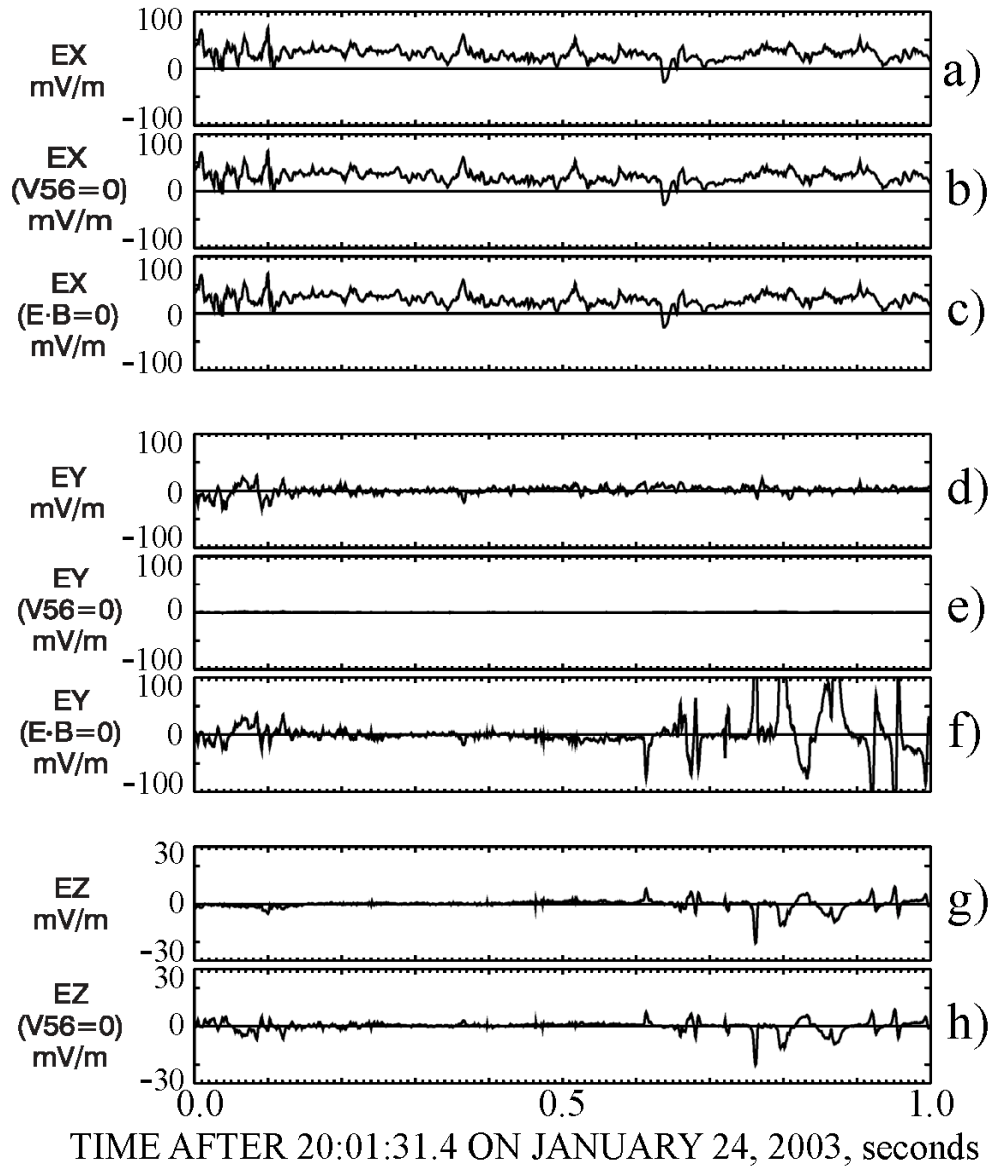 100
EX
mV/m
0
-100
a)
100
EX
(V56=0)
mV/m
0
-100
b)
100
EX
(E·B=0)
mV/m
0
-100
c)
100
EY
mV/m
0
-100
d)
100
EY
(V56=0)
mV/m
0
-100
e)
100
EY
(E·B=0)
mV/m
0
-100
f)
30
EZ
mV/m
0
-30
g)
30
EZ
(V56=0)
mV/m
0
-30
h)
0.0 0.5 1.0
TIME AFTER 20:01:31.4 ON JANUARY 24, 2003, seconds